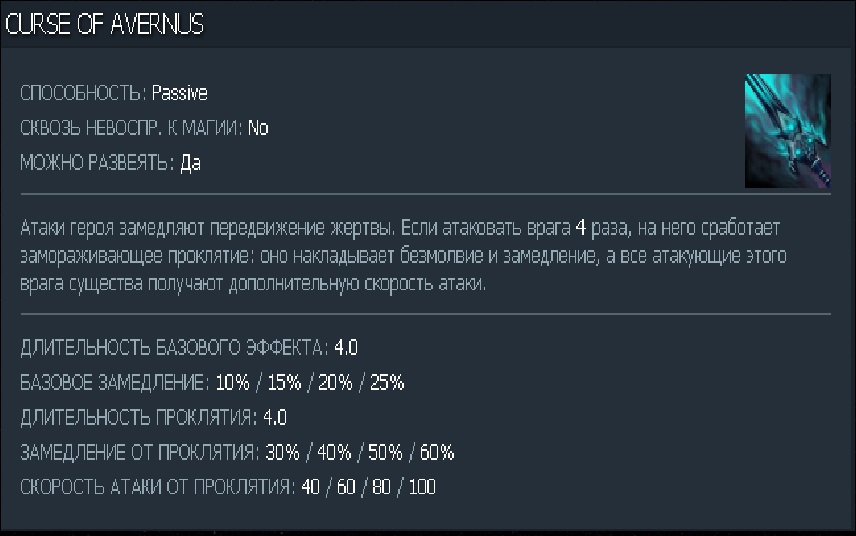 CURSE OF AVERNUS
СПОСОБНОСТЬ: Passive
СКВОЗЬ НЕВОСПР. К МАГИИ: No
МОЖНО РАЗВЕЯТЬ: Да
Атаки героя замедляют передвижение жертвы. Если атаковать врага 4 раза, на него сработает
замораживающее проклятие: оно накладывает безмолвие и замедление, а все атакующие этого
врага существа получают дополнительную скорость атаки.
ДЛИТЕЛЬНОСТЬ БАЗОВОГО ЭФФЕКТА: 4.0
БАЗОВОЕ ЗАМЕДЛЕНИЕ: 10% / 15% / 20% / 25%
ДЛИТЕЛЬНОСТЬ ПРОКЛЯТИЯ: 4.0
ЗАМЕДЛЕНИЕ ОТ ПРОКЛЯТИЯ: 30% / 40% / 50% / 60%
СКОРОСТЬ АТАКИ ОТ ПРОКЛЯТИЯ: 40 / 60 / 80 / 100